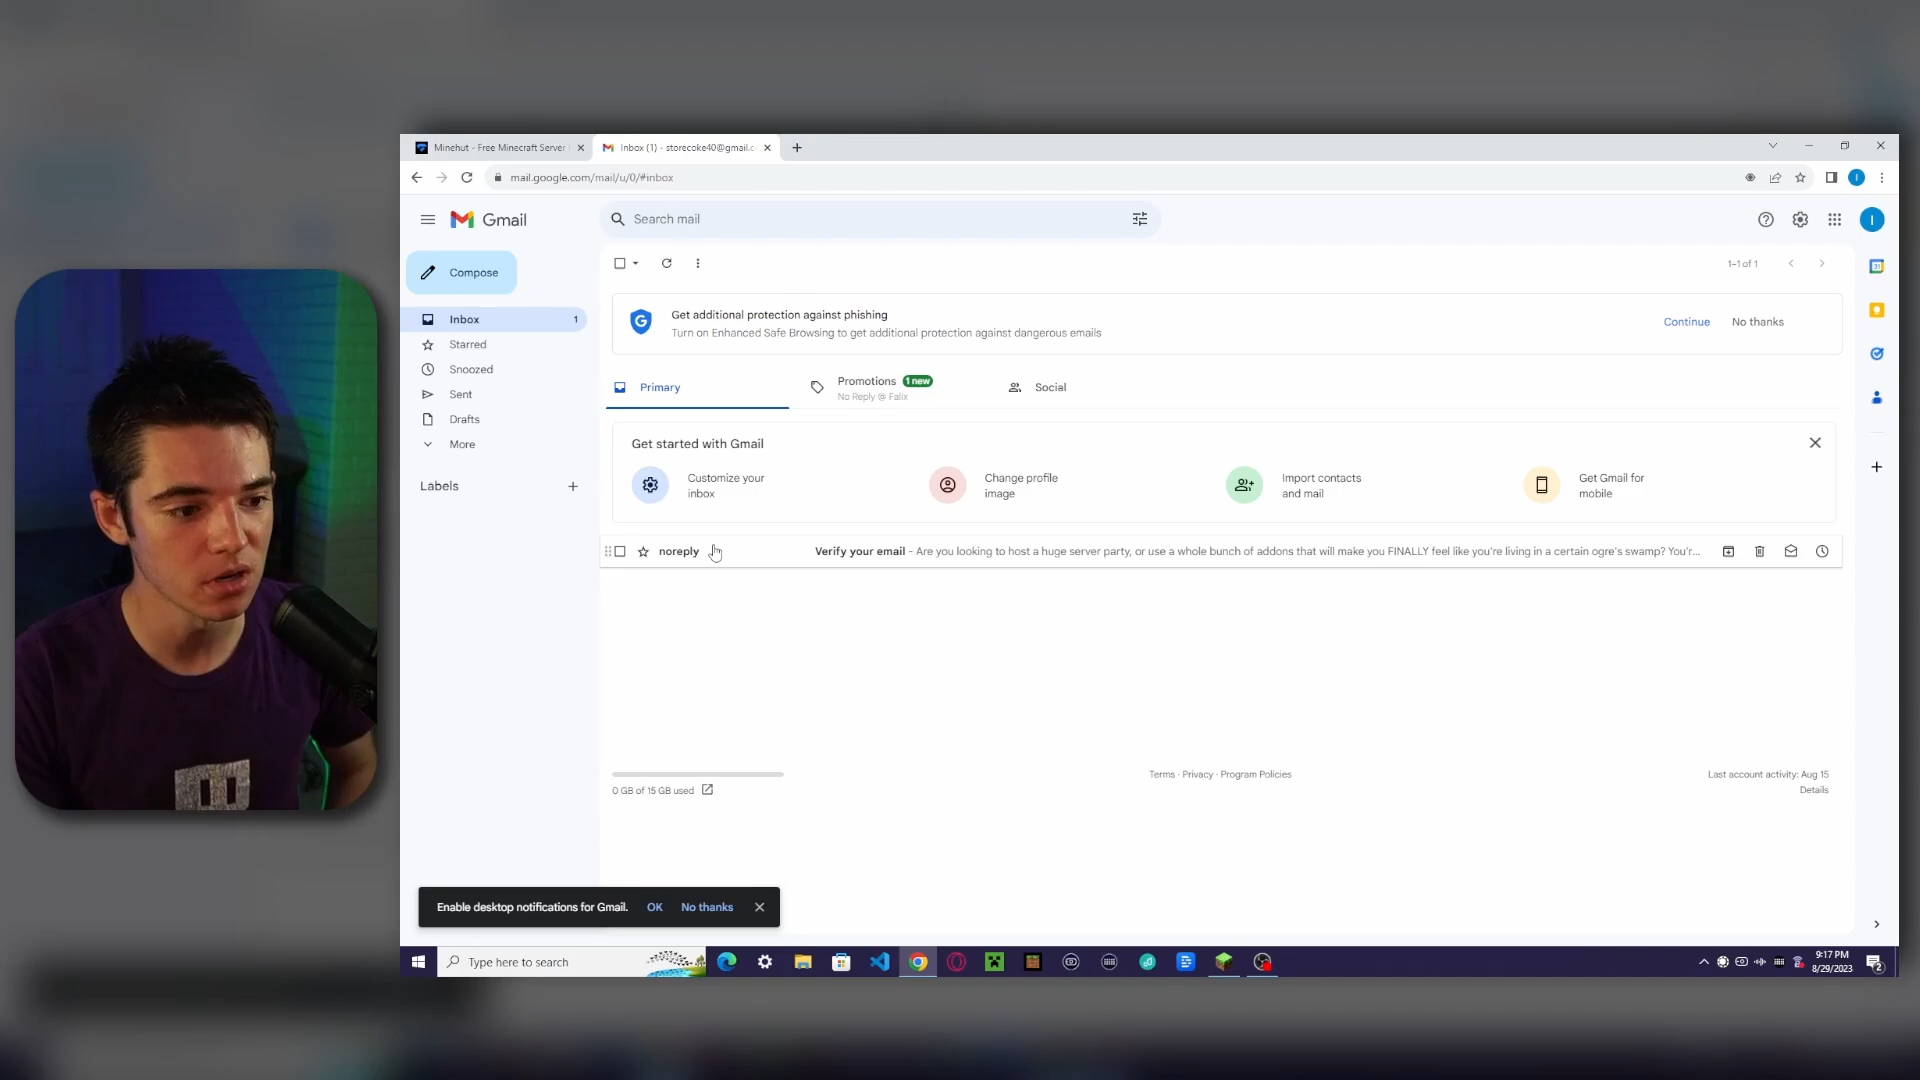 Minehut - Free Minecraft Server
Inbox (1) - storecoke40@gmail.c
mail.google.com/mail/u/0/#inbox
I
Gmail
Search mail
I
Compose
1–1 of 1
31
Inbox 1
Starred
Snoozed
Sent
Drafts
More
Labels
G
Get additional protection against phishing
Turn on Enhanced Safe Browsing to get additional protection against dangerous emails
Continue
No thanks
Primary
Promotions 1 new
No Reply @ Falix
Social
Get started with Gmail
Customize your
inbox
Change profile
image
Import contacts
and mail
Get Gmail for
mobile
noreply
Verify your email - Are you looking to host a huge server party, or use a whole bunch of addons that will make you FINALLY feel like you're living in a certain ogre's swamp? You'r...
0 GB of 15 GB used
Terms · Privacy · Program Policies
Last account activity: Aug 15
Details
Enable desktop notifications for Gmail. OK No thanks
Type here to search
9:17 PM
8/29/2023
2